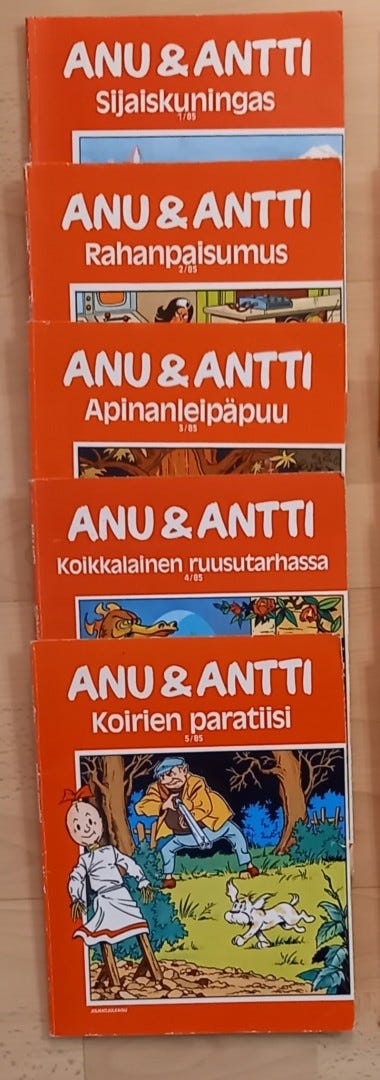 ANU & ANTTI
Sijaiskuningas
1/85
ANU & ANTTI
Rahanpaisumus
2/85
ANU & ANTTI
Apinanleipäpuu
3/85
ANU & ANTTI
Koikkalainen ruusutarhassa
4/85
ANU & ANTTI
Koirien paratiisi
5/85